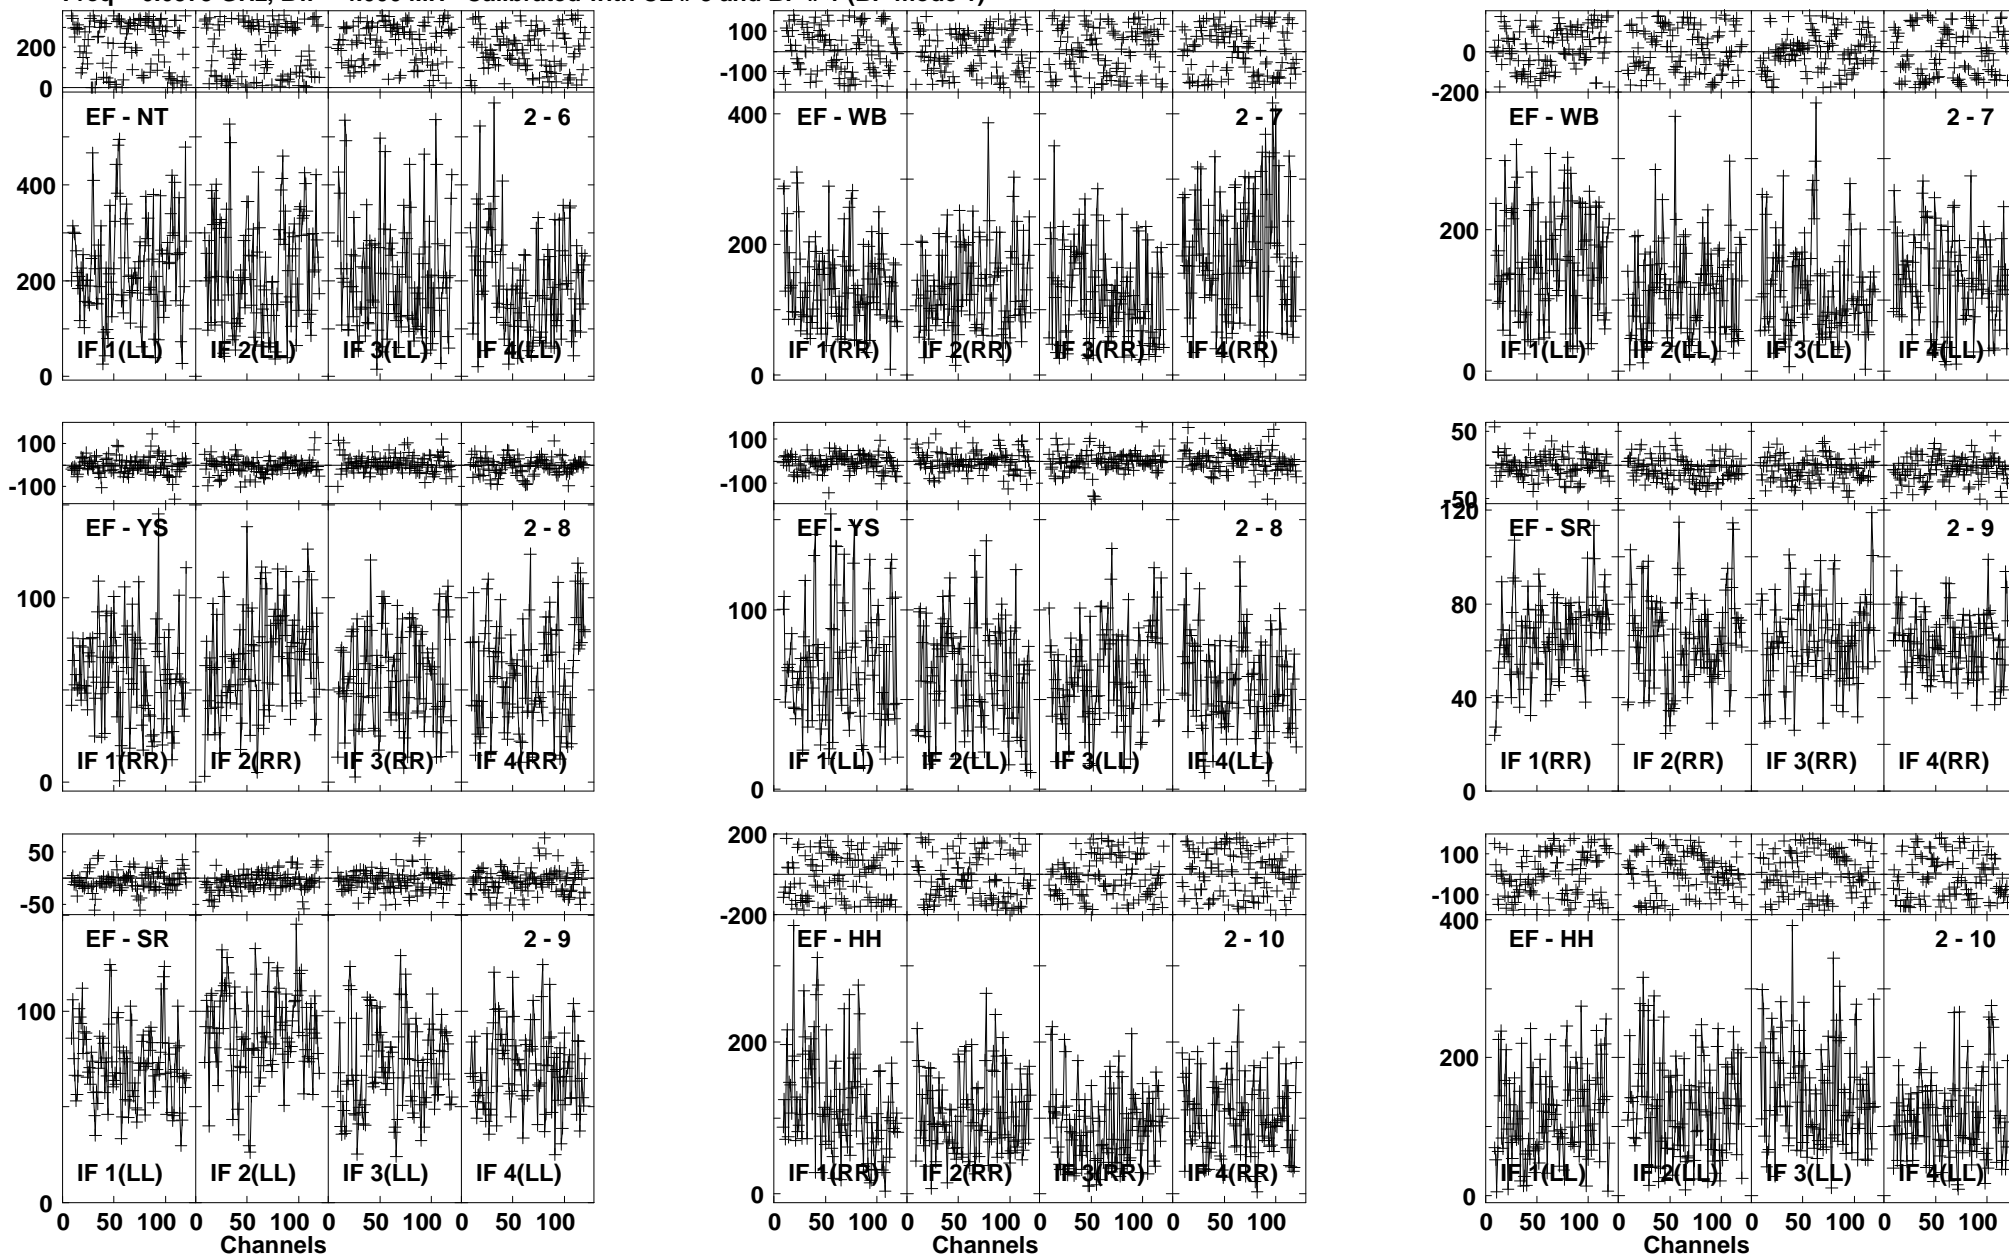 200
0
100
-100
0
-200
EF - NT 2 - 6
400
200
0
IF 1(LL) IF 2(LL) IF 3(LL) IF 4(LL)
EF - WB 2 - 7
400
200
0
IF 1(RR) IF 2(RR) IF 3(RR) IF 4(RR)
EF - WB 2 - 7
200
0
IF 1(LL) IF 2(LL) IF 3(LL) IF 4(LL)
100
-100
EF - YS 2 - 8
100
0
IF 1(RR) IF 2(RR) IF 3(RR) IF 4(RR)
100
-100
EF - YS 2 - 8
100
0
IF 1(LL) IF 2(LL) IF 3(LL) IF 4(LL)
50
-50
120
EF - SR 2 - 9
80
40
0
IF 1(RR) IF 2(RR) IF 3(RR) IF 4(RR)
50
-50
EF - SR 2 - 9
100
0
IF 1(LL) IF 2(LL) IF 3(LL) IF 4(LL)
0 50 100 0 50 100 0 50 100 0 50 100
Channels
200
-200
EF - HH 2 - 10
200
0
IF 1(RR) IF 2(RR) IF 3(RR) IF 4(RR)
0 50 100 0 50 100 0 50 100 0 50 100
Channels
100
-100
400
EF - HH 2 - 10
200
0
IF 1(LL) IF 2(LL) IF 3(LL) IF 4(LL)
0 50 100 0 50 100 0 50 100 0 50 100
Channels